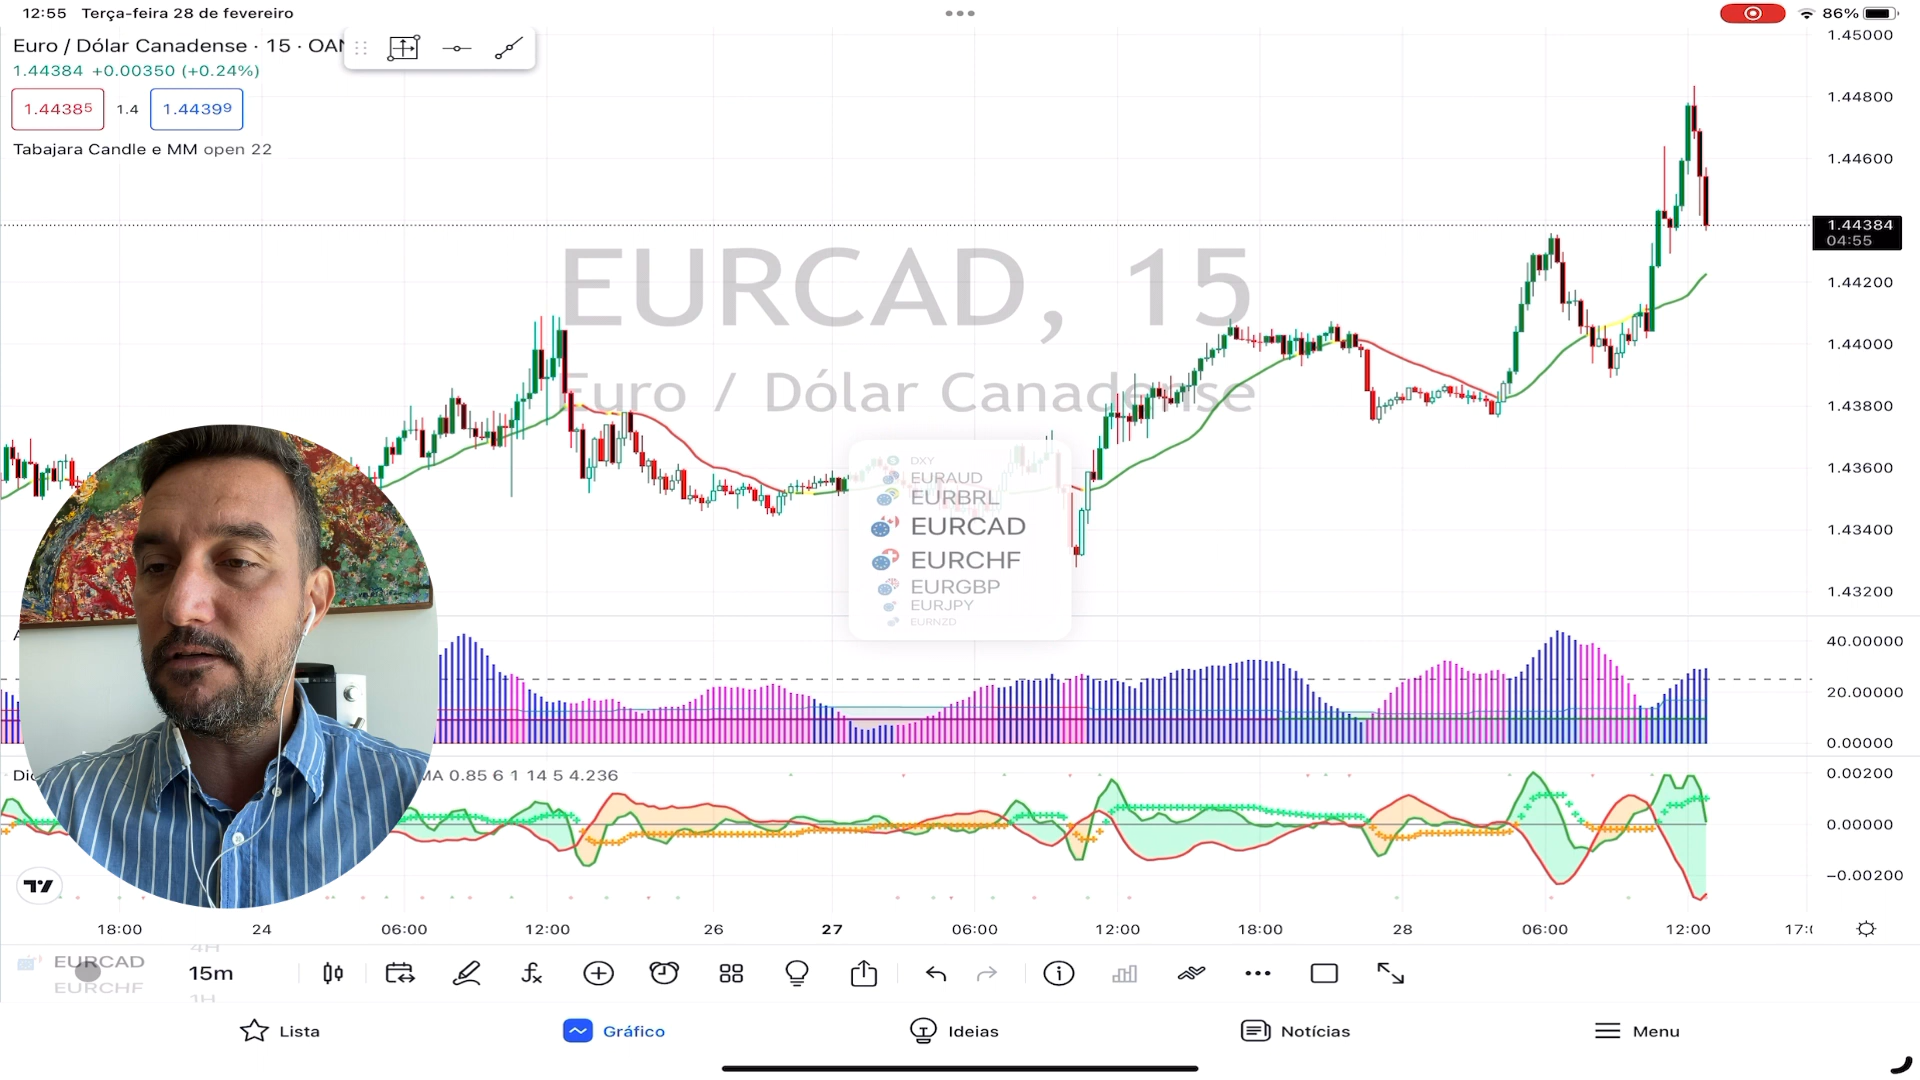 12:55 Terça-feira 28 de fevereiro
86%
Euro / Dólar Canadense · 15 · OAN
1.44384 +0.00350 (+0.24%)
1.44385 1.4 1.44399
Tabajara Candle e MM open 22
EURCAD, 15
Euro / Dólar Canadense
DXY
EURAUD
EURBRL
EURCAD
EURCHF
EURGBP
EURJPY
EURNZD
1.45000
1.44800
1.44600
1.44384
04:55
1.44200
1.44000
1.43800
1.43600
1.43400
1.43200
40.00000
20.00000
0.00000
MA 0.85 6 1 14 5 4.236
0.00200
0.00000
−0.00200
18:00 24 06:00 12:00 26 27 06:00 12:00 18:00 28 06:00 12:00 17:0
4H
EURCAD
15m
EURCHF
1H
Lista Gráfico Ideias Notícias Menu